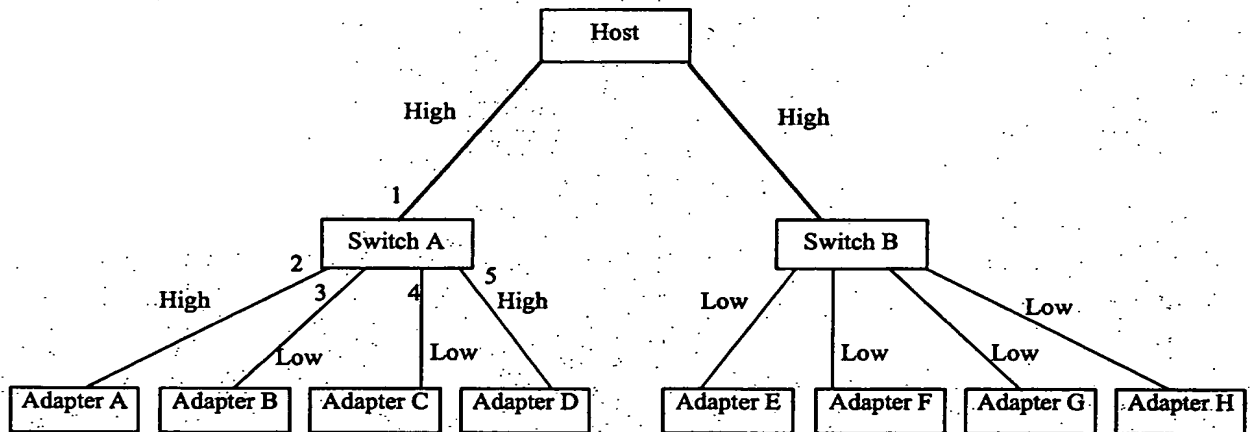 Host
High
High
1
Switch A
Switch B
2
3
4
5
High
Low
Low
High
Low
Low
Low
Low
Adapter A
Adapter B
Adapter C
Adapter D
Adapter E
Adapter F
Adapter G
Adapter H